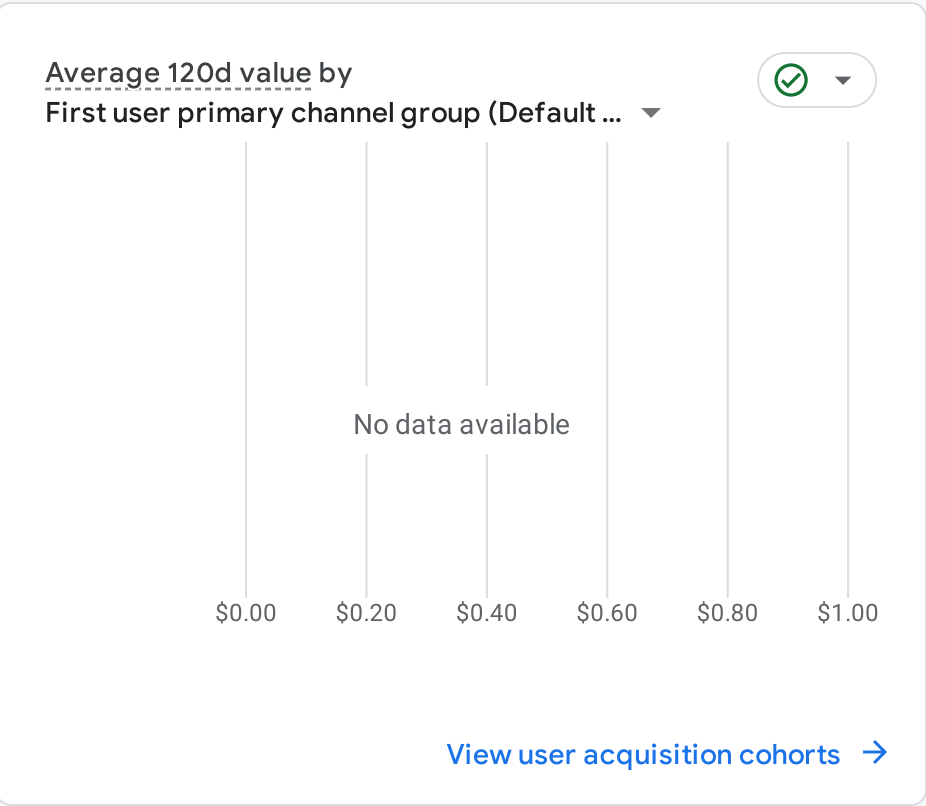 Average 120d value by
First user primary channel group (Default ...
No data available
$0.00 $0.20 $0.40 $0.60 $0.80 $1.00
View user acquisition cohorts